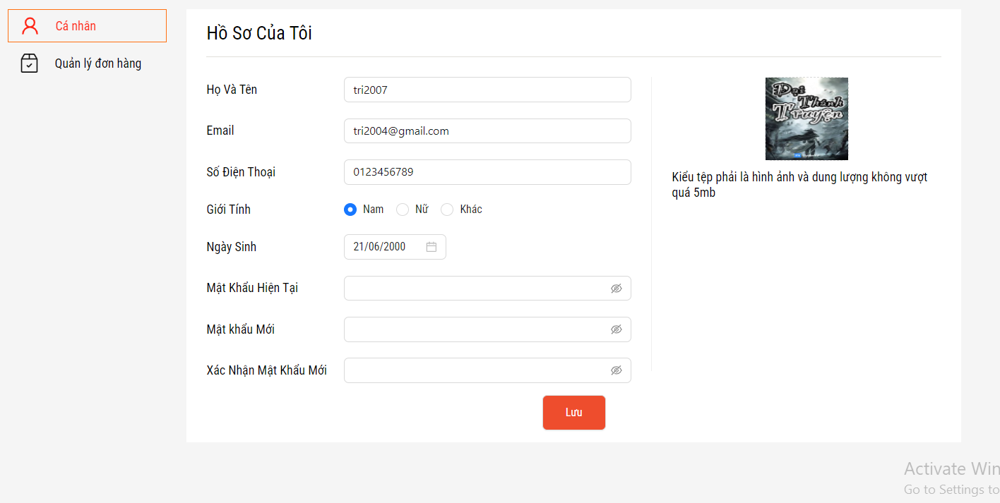 Cá nhân
Quản lý đơn hàng
Hồ Sơ Của Tôi
Họ Và Tên
tri2007
Email
tri2004@gmail.com
Số Điện Thoại
0123456789
Giới Tính
Nam
Nữ
Khác
Ngày Sinh
21/06/2000
Mật Khẩu Hiện Tại
Mật khẩu Mới
Xác Nhận Mật Khẩu Mới
Lưu
Đại
Thánh
Truyện
Kiểu tệp phải là hình ảnh và dung lượng không vượt
quá 5mb
Activate Win
Go to Settings to